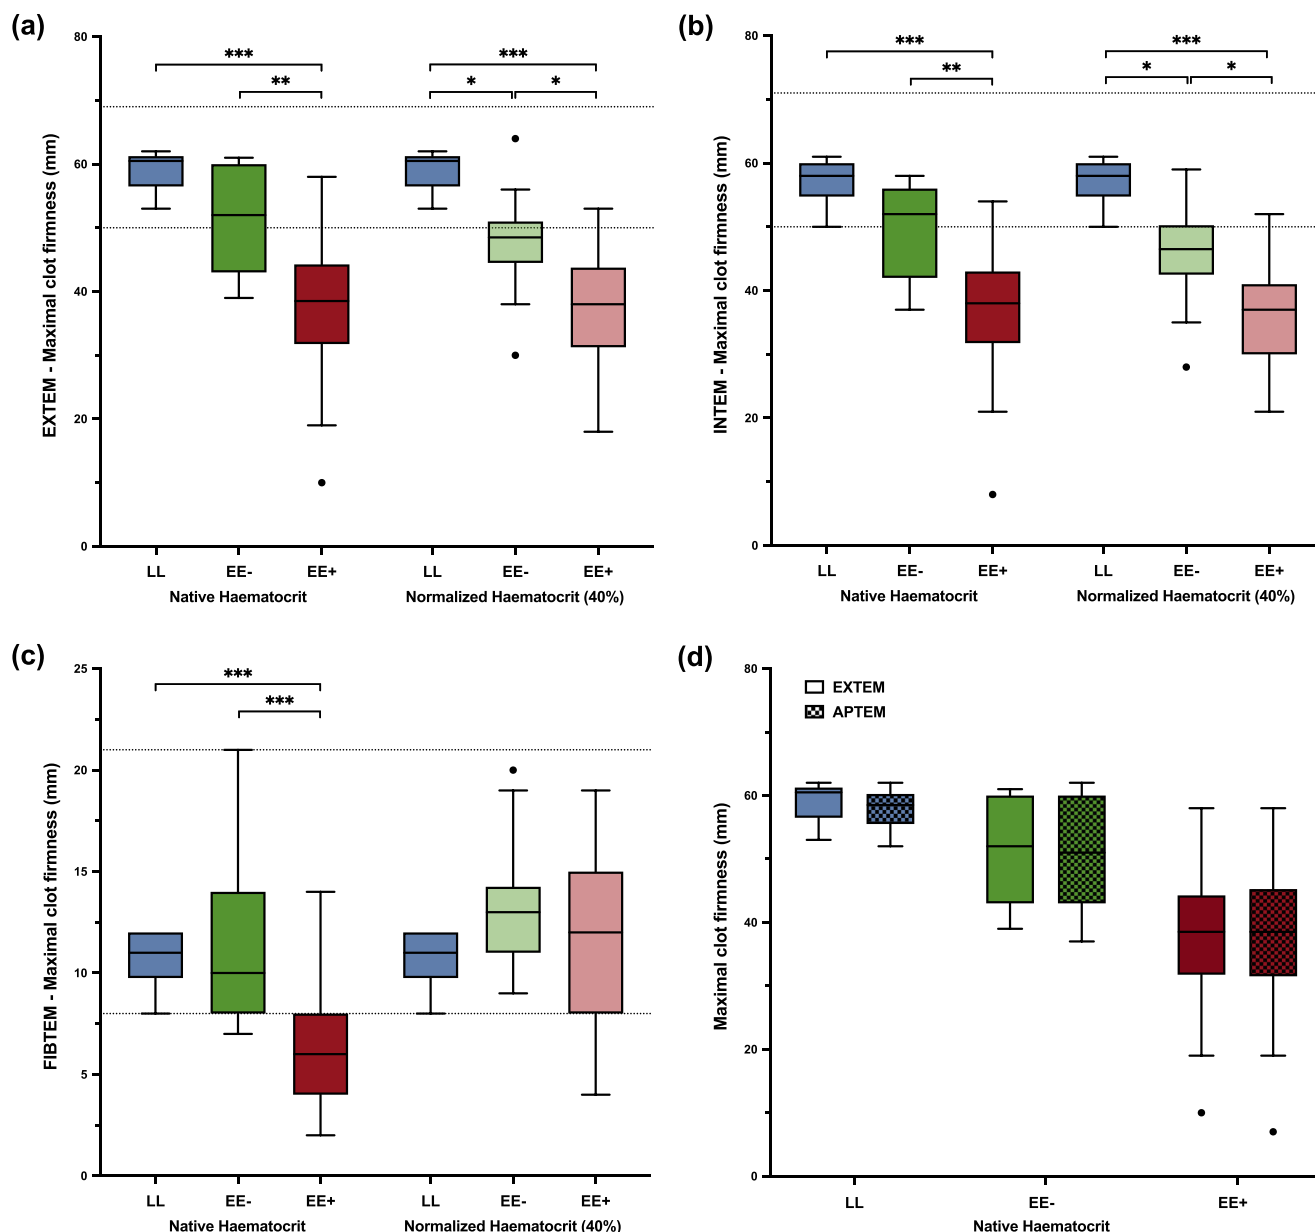 (a)
EXTEM - Maximal clot firmness (mm)
80
60
40
20
0
*** ***
** * *
LL EE- EE+ LL EE- EE+
Native Haematocrit Normalized Haematocrit (40%)
(b)
INTEM - Maximal clot firmness (mm)
80
60
40
20
0
*** ***
** * *
LL EE- EE+ LL EE- EE+
Native Haematocrit Normalized Haematocrit (40%)
(c)
FIBTEM - Maximal clot firmness (mm)
25
20
15
10
5
0
***
***
LL EE- EE+ LL EE- EE+
Native Haematocrit Normalized Haematocrit (40%)
(d)
Maximal clot firmness (mm)
80
60
40
20
0
EXTEM
APTEM
LL EE- EE+
Native Haematocrit